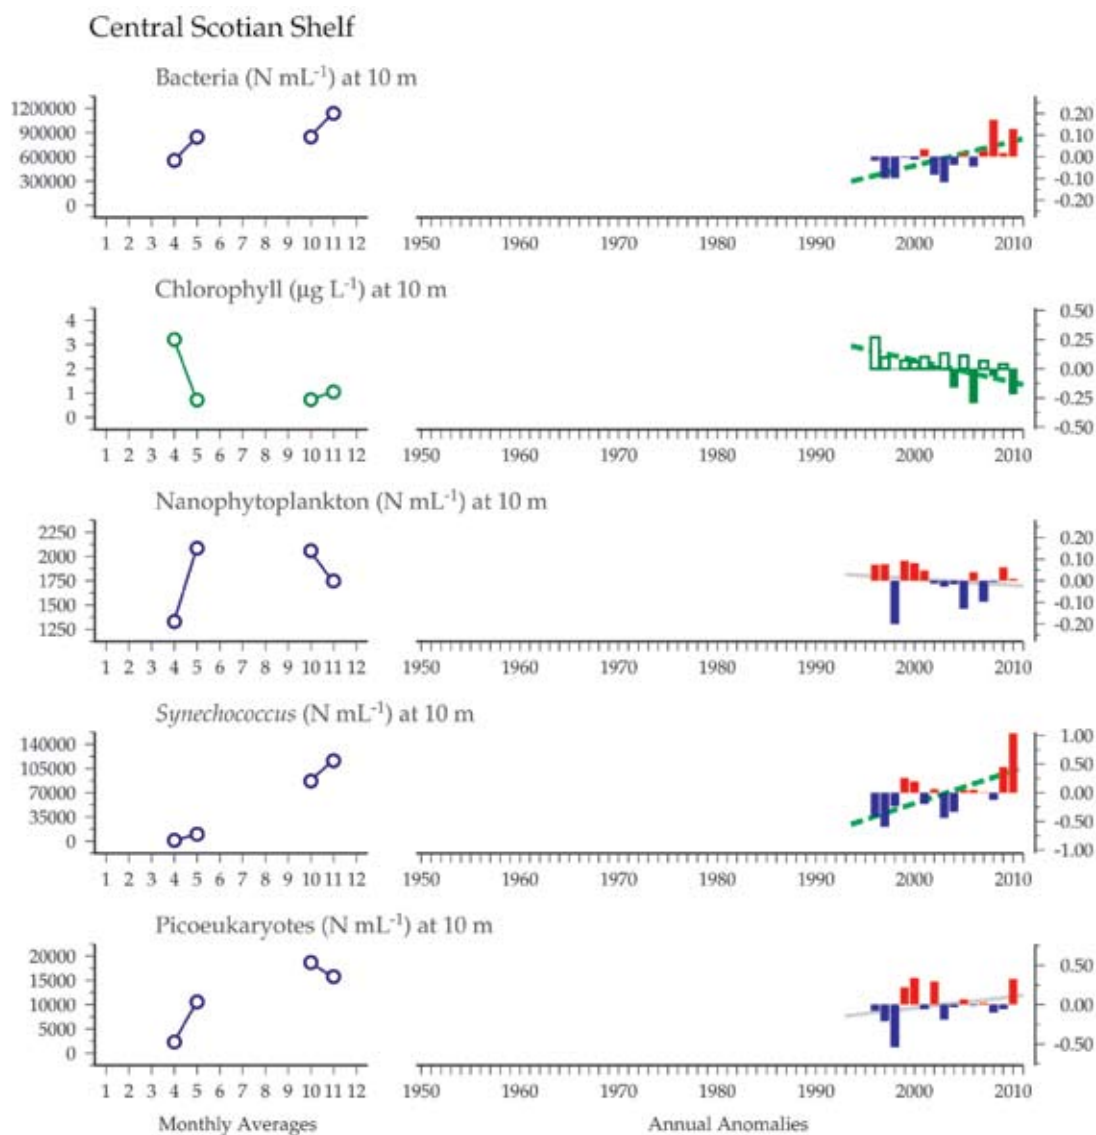 Central Scotian Shelf
Bacteria (N mL⁻¹) at 10 m
1200000
900000
600000
300000
0
0.20
0.10
0.00
-0.10
-0.20
1 2 3 4 5 6 7 8 9 10 11 12
1950 1960 1970 1980 1990 2000 2010
Chlorophyll (µg L⁻¹) at 10 m
4
3
2
1
0
0.50
0.25
0.00
-0.25
-0.50
1 2 3 4 5 6 7 8 9 10 11 12
1950 1960 1970 1980 1990 2000 2010
Nanophytoplankton (N mL⁻¹) at 10 m
2250
2000
1750
1500
1250
0.20
0.10
0.00
-0.10
-0.20
1 2 3 4 5 6 7 8 9 10 11 12
1950 1960 1970 1980 1990 2000 2010
Synechococcus (N mL⁻¹) at 10 m
140000
105000
70000
35000
0
1.00
0.50
0.00
-0.50
-1.00
1 2 3 4 5 6 7 8 9 10 11 12
1950 1960 1970 1980 1990 2000 2010
Picoeukaryotes (N mL⁻¹) at 10 m
20000
15000
10000
5000
0
0.50
0.00
-0.50
1 2 3 4 5 6 7 8 9 10 11 12
1950 1960 1970 1980 1990 2000 2010
Monthly Averages
Annual Anomalies